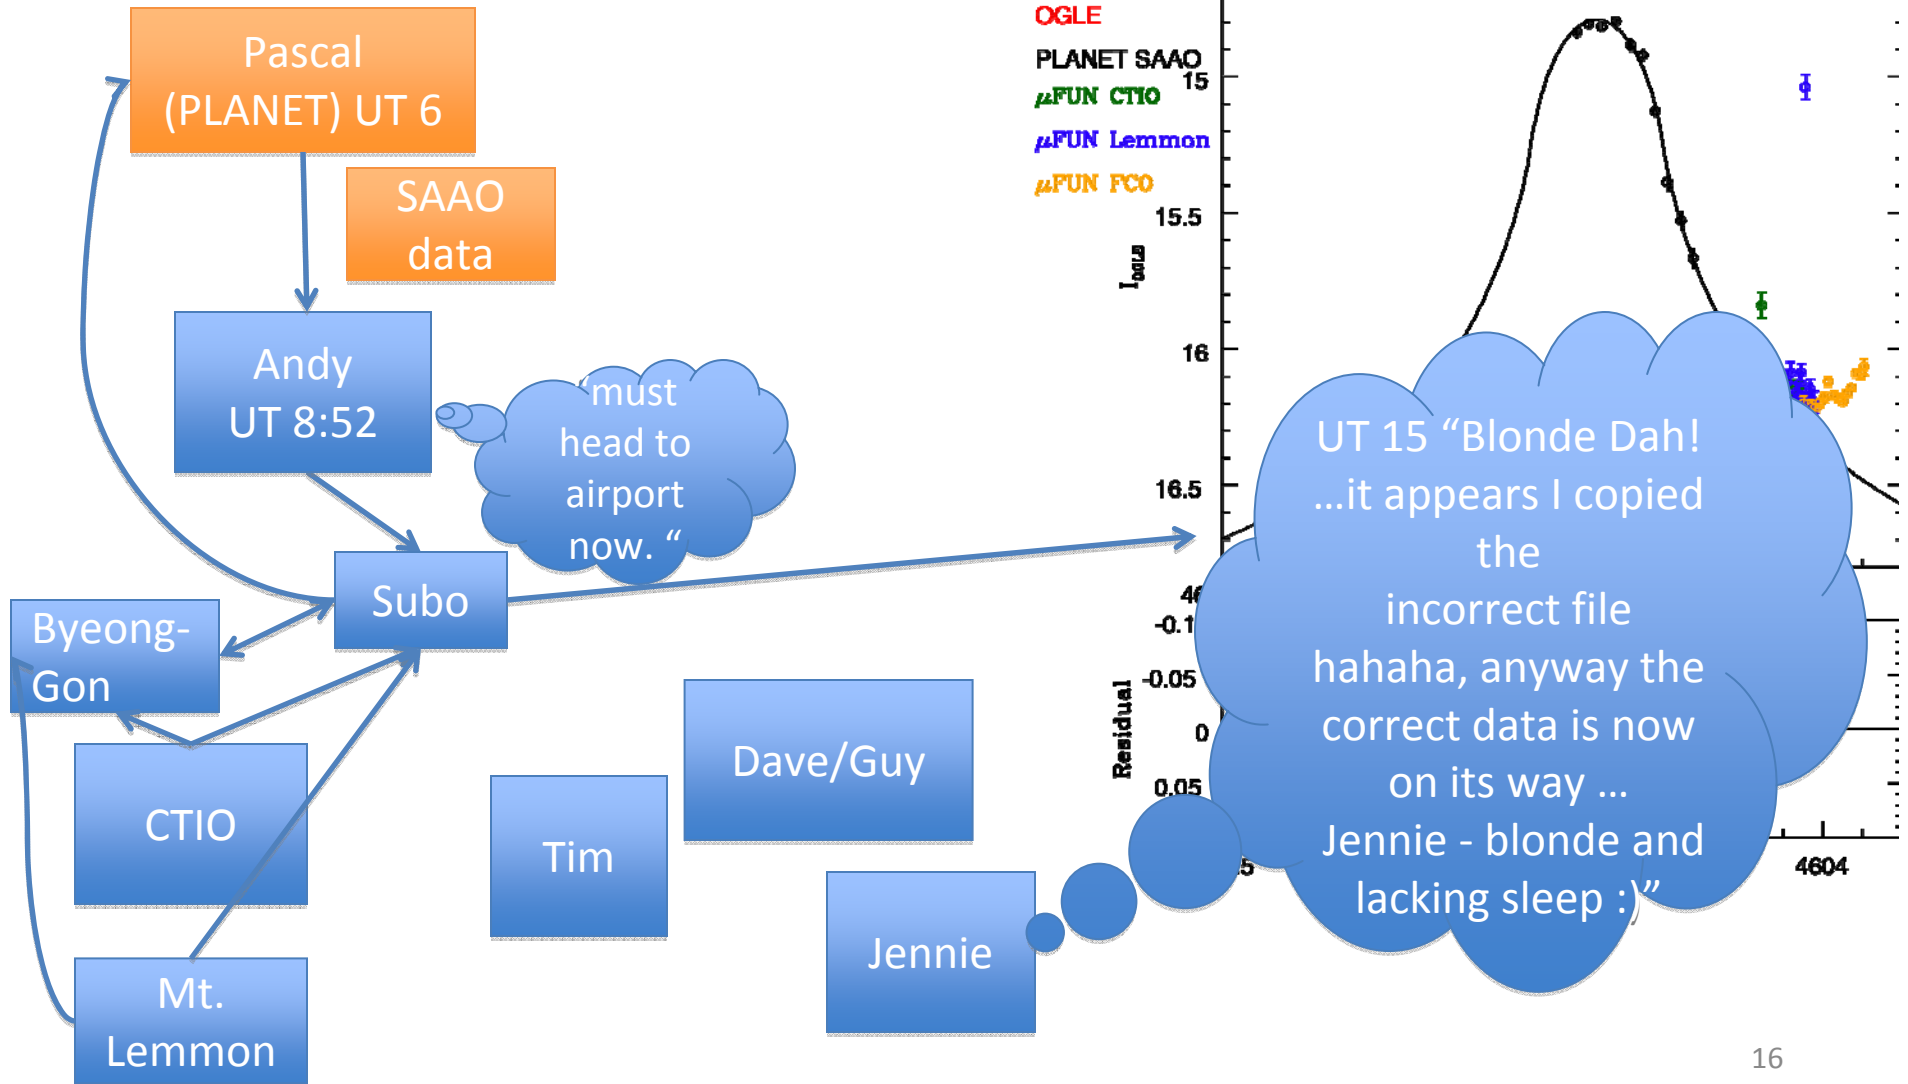 Pascal
(PLANET) UT 6
SAAO
data
Andy
UT 8:52
“must
head to
airport
now. “
Subo
Byeong-
Gon
CTIO
Mt.
Lemmon
Tim
Dave/Guy
Jennie
OGLE
PLANET SAAO
μFUN CTIO
μFUN Lemmon
μFUN FCO
15
15.5
I OGLE
16
16.5
-0.1
Residual
-0.05
0
0.05
4604
UT 15 “Blonde Dah!
…it appears I copied
the
incorrect file
hahaha, anyway the
correct data is now
on its way …
Jennie - blonde and
lacking sleep :)”
16